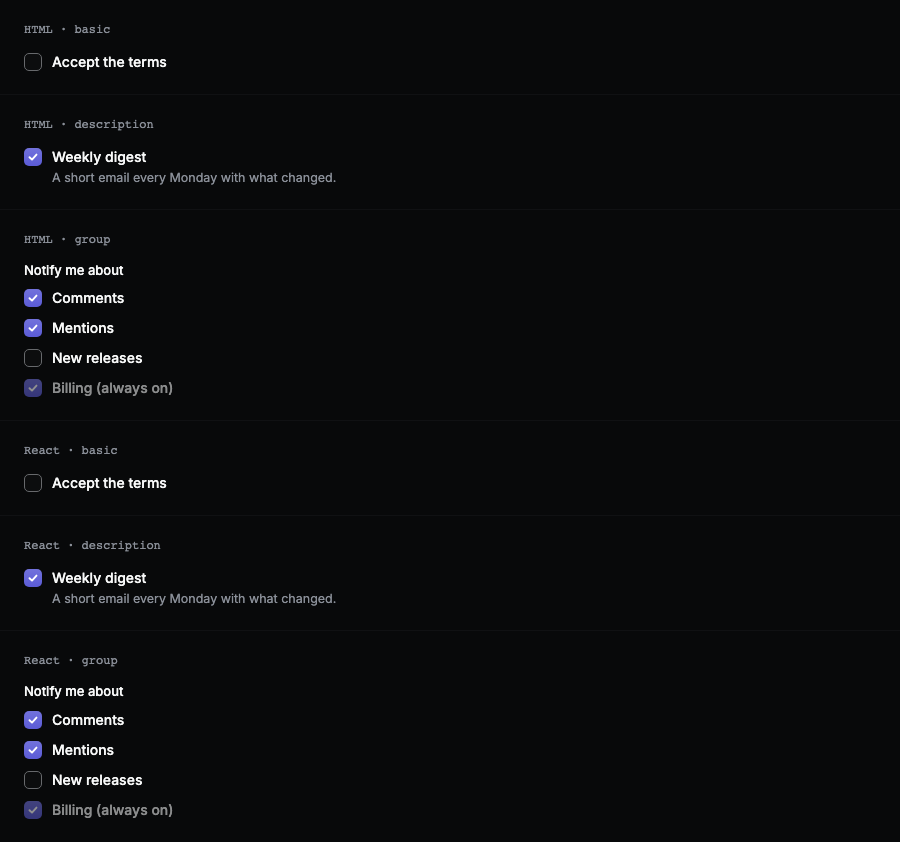 HTML · basic
Accept the terms
HTML · description
Weekly digest
A short email every Monday with what changed.
HTML · group
Notify me about
Comments
Mentions
New releases
Billing (always on)
React · basic
Accept the terms
React · description
Weekly digest
A short email every Monday with what changed.
React · group
Notify me about
Comments
Mentions
New releases
Billing (always on)